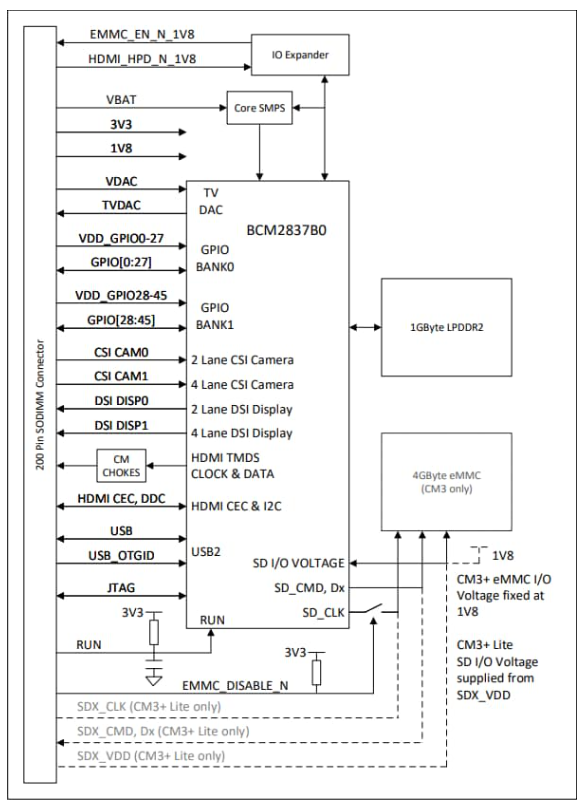 EMMC_EN_N_1V8
IO Expander
HDMI_HPD_N_1V8
VBAT
Core SMPS
3V3
1V8
VDAC
TV
DAC
TVDAC
BCM2837B0
VDD_GPIO0-27
GPIO
BANK0
GPIO[0:27]
VDD_GPIO28-45
GPIO
BANK1
GPIO[28:45]
1GByte LPDDR2
200 Pin SODIMM Connector
CSI CAM0
2 Lane CSI Camera
CSI CAM1
4 Lane CSI Camera
DSI DISP0
2 Lane DSI Display
DSI DISP1
4 Lane DSI Display
CM
CHOKES
HDMI TMDS
CLOCK & DATA
4GByte eMMC
(CM3 only)
HDMI CEC, DDC
HDMI CEC & I2C
USB
USB2
USB_OTGID
SD I/O VOLTAGE
1V8
SD_CMD, Dx
CM3+ eMMC I/O
Voltage fixed at
1V8
JTAG
SD_CLK
3V3
RUN
RUN
CM3+ Lite
SD I/O Voltage
supplied from
SDX_VDD
3V3
EMMC_DISABLE_N
SDX_CLK (CM3+ Lite only)
SDX_CMD, Dx (CM3+ Lite only)
SDX_VDD (CM3+ Lite only)